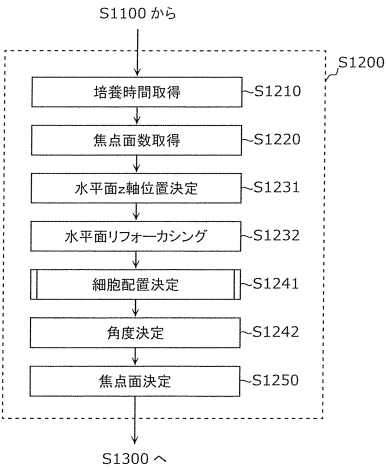 S1100 から
S1200
培養時間取得 S1210
焦点面数取得 S1220
水平面z軸位置決定 S1231
水平面リフォーカシング S1232
細胞配置決定 S1241
角度決定 S1242
焦点面決定 S1250
S1300 へ